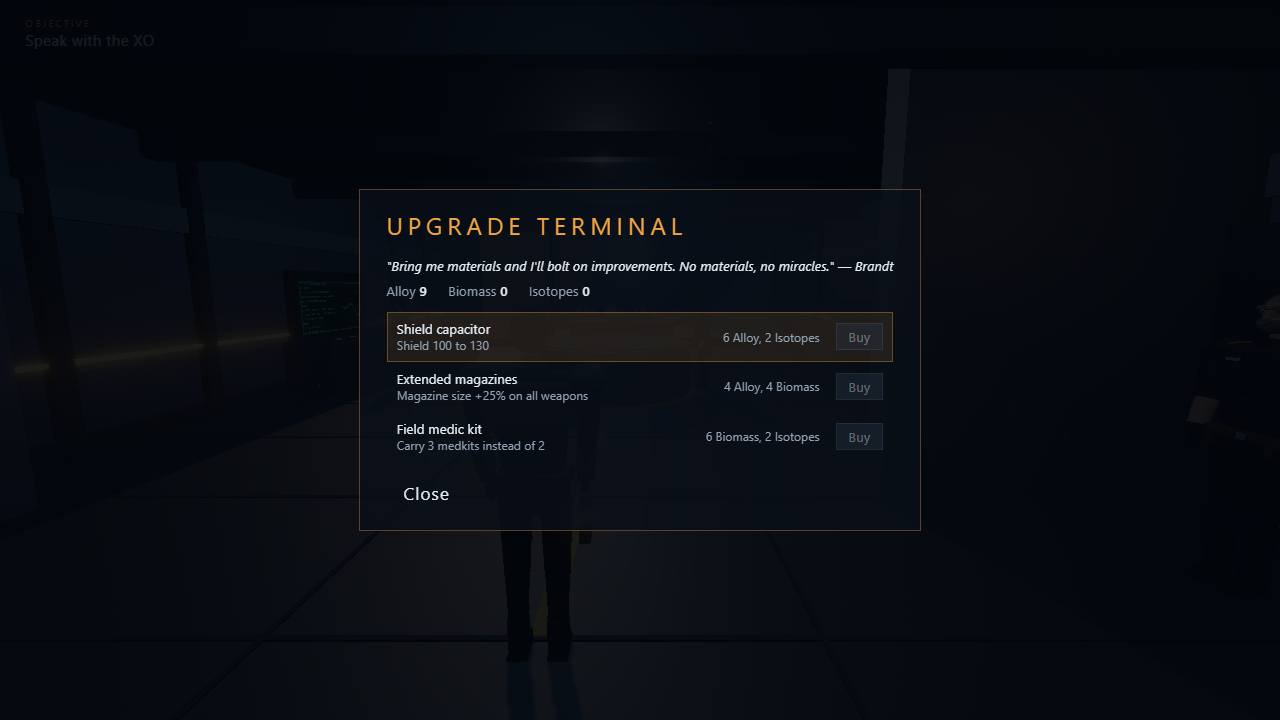 OBJECTIVE
Speak with the XO
UPGRADE TERMINAL
"Bring me materials and I'll bolt on improvements. No materials, no miracles." — Brandt
Alloy 9 Biomass 0 Isotopes 0
Shield capacitor
Shield 100 to 130
6 Alloy, 2 Isotopes Buy
Extended magazines
Magazine size +25% on all weapons
4 Alloy, 4 Biomass Buy
Field medic kit
Carry 3 medkits instead of 2
6 Biomass, 2 Isotopes Buy
Close